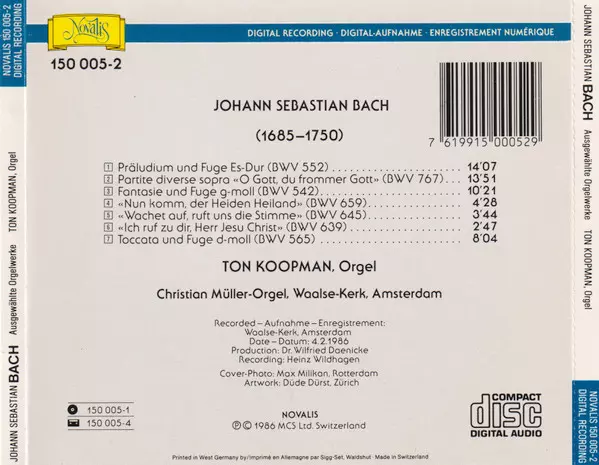 NOVALIS 150 005-2
DIGITAL RECORDING
JOHANN SEBASTIAN BACH Ausgewählte Orgelwerke TON KOOPMAN, Orgel
Novalis
DIGITAL RECORDING · DIGITAL-AUFNAHME · ENREGISTREMENT NUMÉRIQUE
150 005-2
JOHANN SEBASTIAN BACH
(1685–1750)
7 619915 000529
1 Präludium und Fuge Es-Dur (BWV 552) 14'07
2 Partite diverse sopra «O Gott, du frommer Gott» (BWV 767) 13'51
3 Fantasie und Fuge g-moll (BWV 542) 10'21
4 «Nun komm, der Heiden Heiland» (BWV 659) 4'28
5 «Wachet auf, ruft uns die Stimme» (BWV 645) 3'44
6 «Ich ruf zu dir, Herr Jesu Christ» (BWV 639) 2'47
7 Toccata und Fuge d-moll (BWV 565) 8'04
TON KOOPMAN, Orgel
Christian Müller-Orgel, Waalse-Kerk, Amsterdam
Recorded – Aufnahme – Enregistrement:
Waalse-Kerk, Amsterdam
Date – Datum: 4.2.1986
Production: Dr. Wilfried Daenicke
Recording: Heinz Wildhagen
Cover-Photo: Max Milikan, Rotterdam
Artwork: Düde Dürst, Zürich
150 005-1
150 005-4
NOVALIS
℗ © 1986 MCS Ltd. Switzerland
COMPACT
disc
DIGITAL AUDIO
Printed in West Germany by/Imprimé en Allemagne par Sigg-Set, Waldshut · Made in Switzerland
JOHANN SEBASTIAN BACH Ausgewählte Orgelwerke TON KOOPMAN, Orgel
NOVALIS 150 005-2
DIGITAL RECORDING